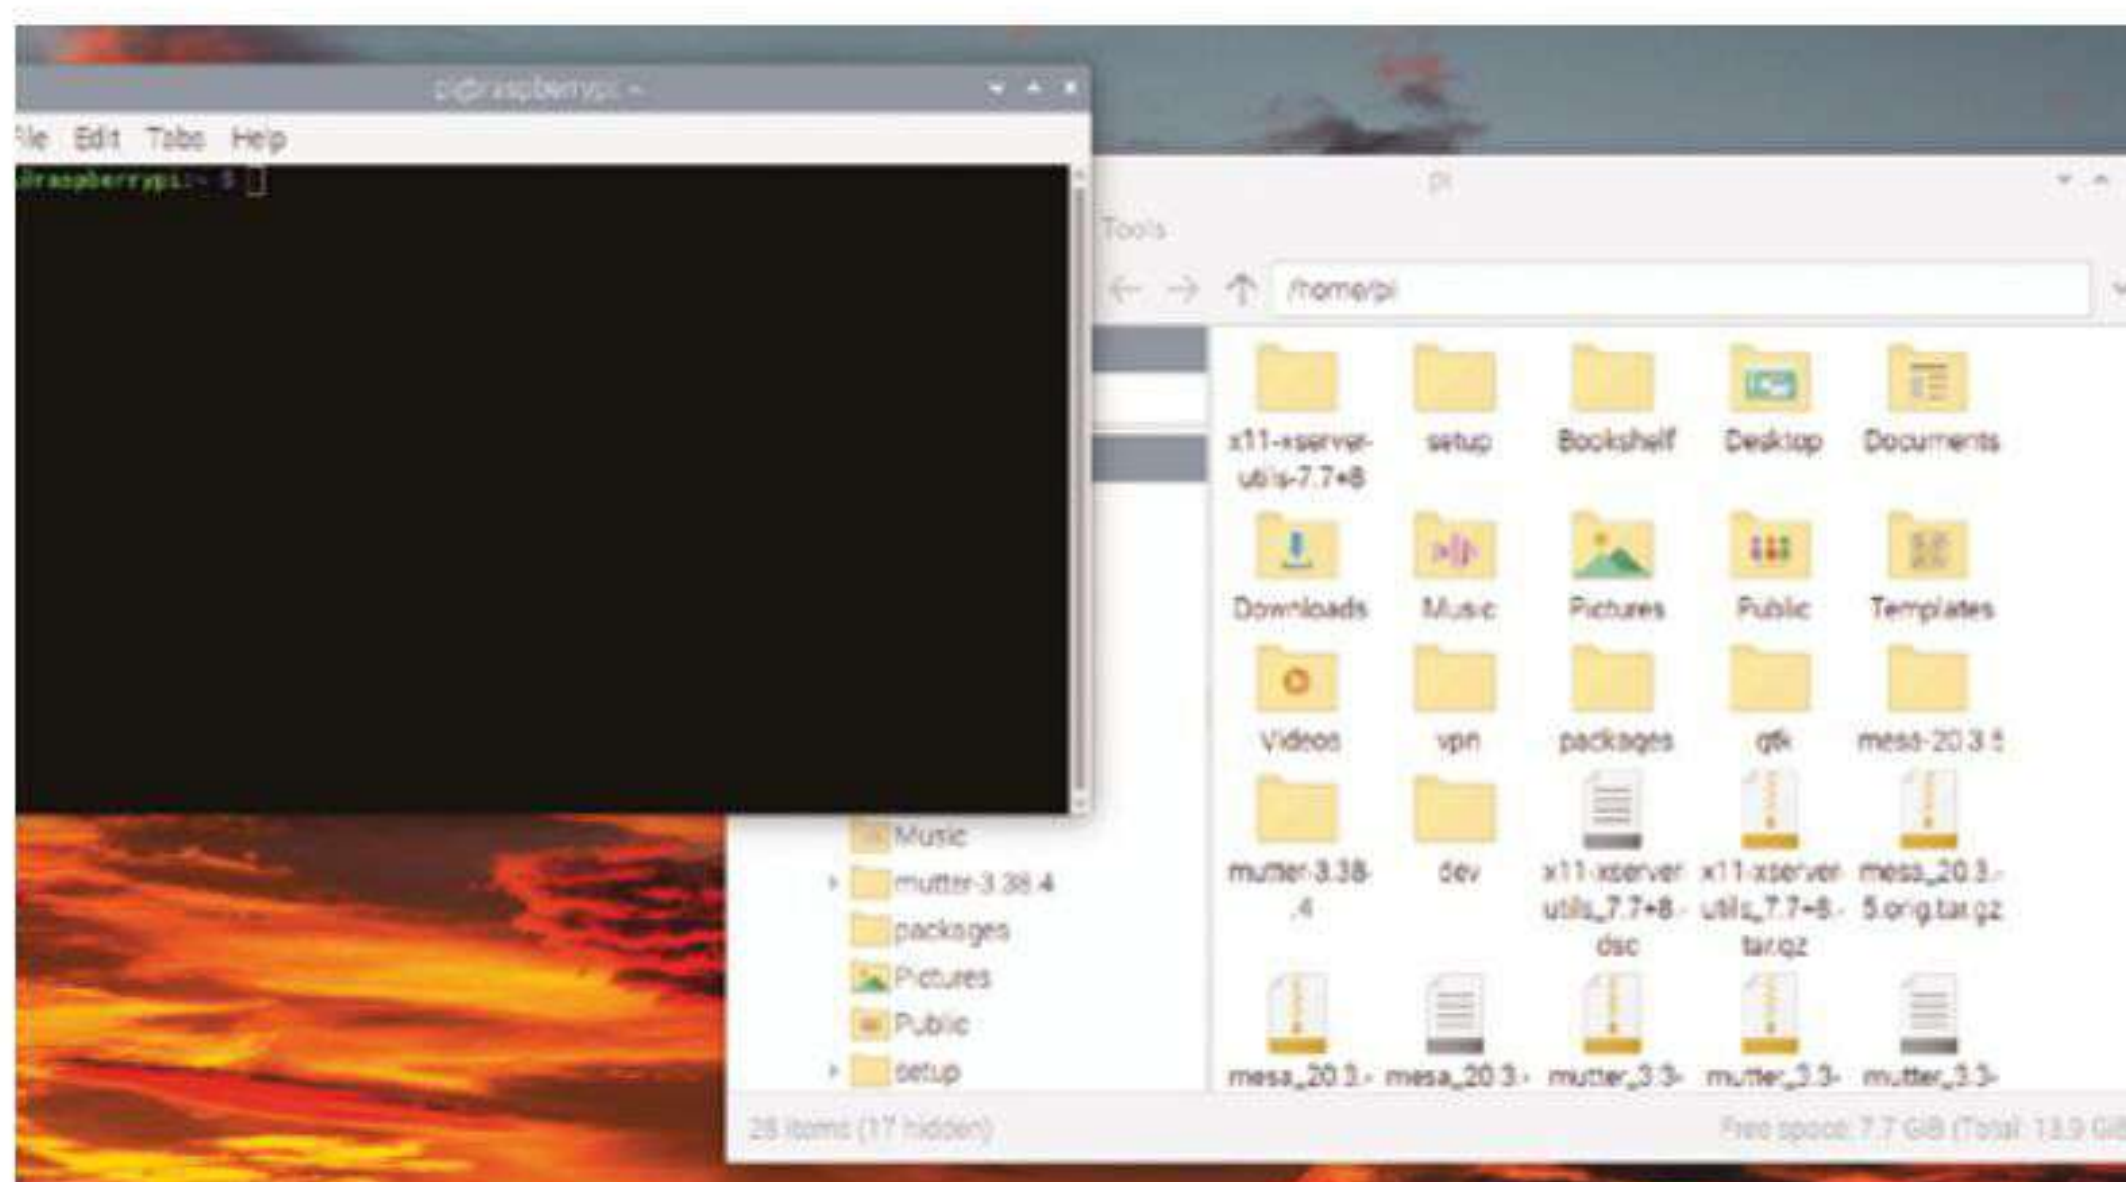 pi@raspberrypi: ~
File Edit Tabs Help
@raspberrypi:~ $
pi
Tools
/home/pi
x11-xserver-
utils-7.7+8
setup
Bookshelf
Desktop
Documents
Downloads
Music
Pictures
Public
Templates
Videos
vpn
packages
gtk
mesa-20.3.5
mutter-3.38-
.4
dev
x11-xserver-
utils_7.7+8.-
dsc
x11-xserver-
utils_7.7+8.-
tar.gz
mesa_20.3.-
5.orig.tar.gz
mesa_20.3.-
mesa_20.3.-
mutter_3.3-
mutter_3.3-
mutter_3.3-
Music
mutter-3.38.4
packages
Pictures
Public
setup
28 items (17 hidden)
Free space: 7.7 GiB (Total: 13.9 GiB